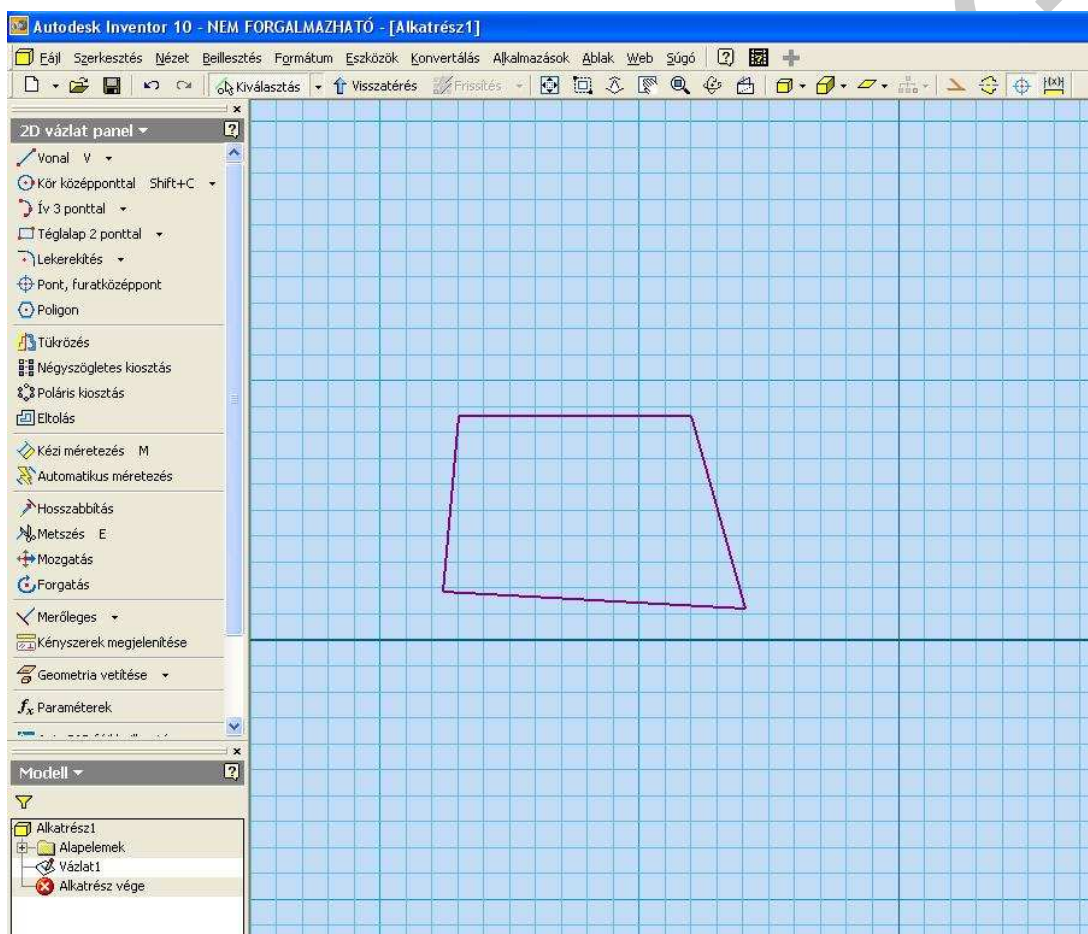 Autodesk Inventor 10 - NEM FORGALMAZHATÓ - [Alkatrész1]
Fájl Szerkesztés Nézet Beillesztés Formátum Eszközök Konvertálás Alkalmazások Ablak Web Súgó
Kiválasztás Visszatérés Frissítés
2D vázlat panel
Vonal V
Kör középponttal Shift+C
Ív 3 ponttal
Téglalap 2 ponttal
Lekerekítés
Pont, furatközéppont
Poligon
Tükrözés
Négyszögletes kiosztás
Poláris kiosztás
Eltolás
Kézi méretezés M
Automatikus méretezés
Hosszabbítás
Metszés E
Mozgatás
Forgatás
Merőleges
Kényszerek megjelenítése
Geometria vetítése
fx Paraméterek
Modell
Alkatrész1
Alapelemek
Vázlat1
Alkatrész vége